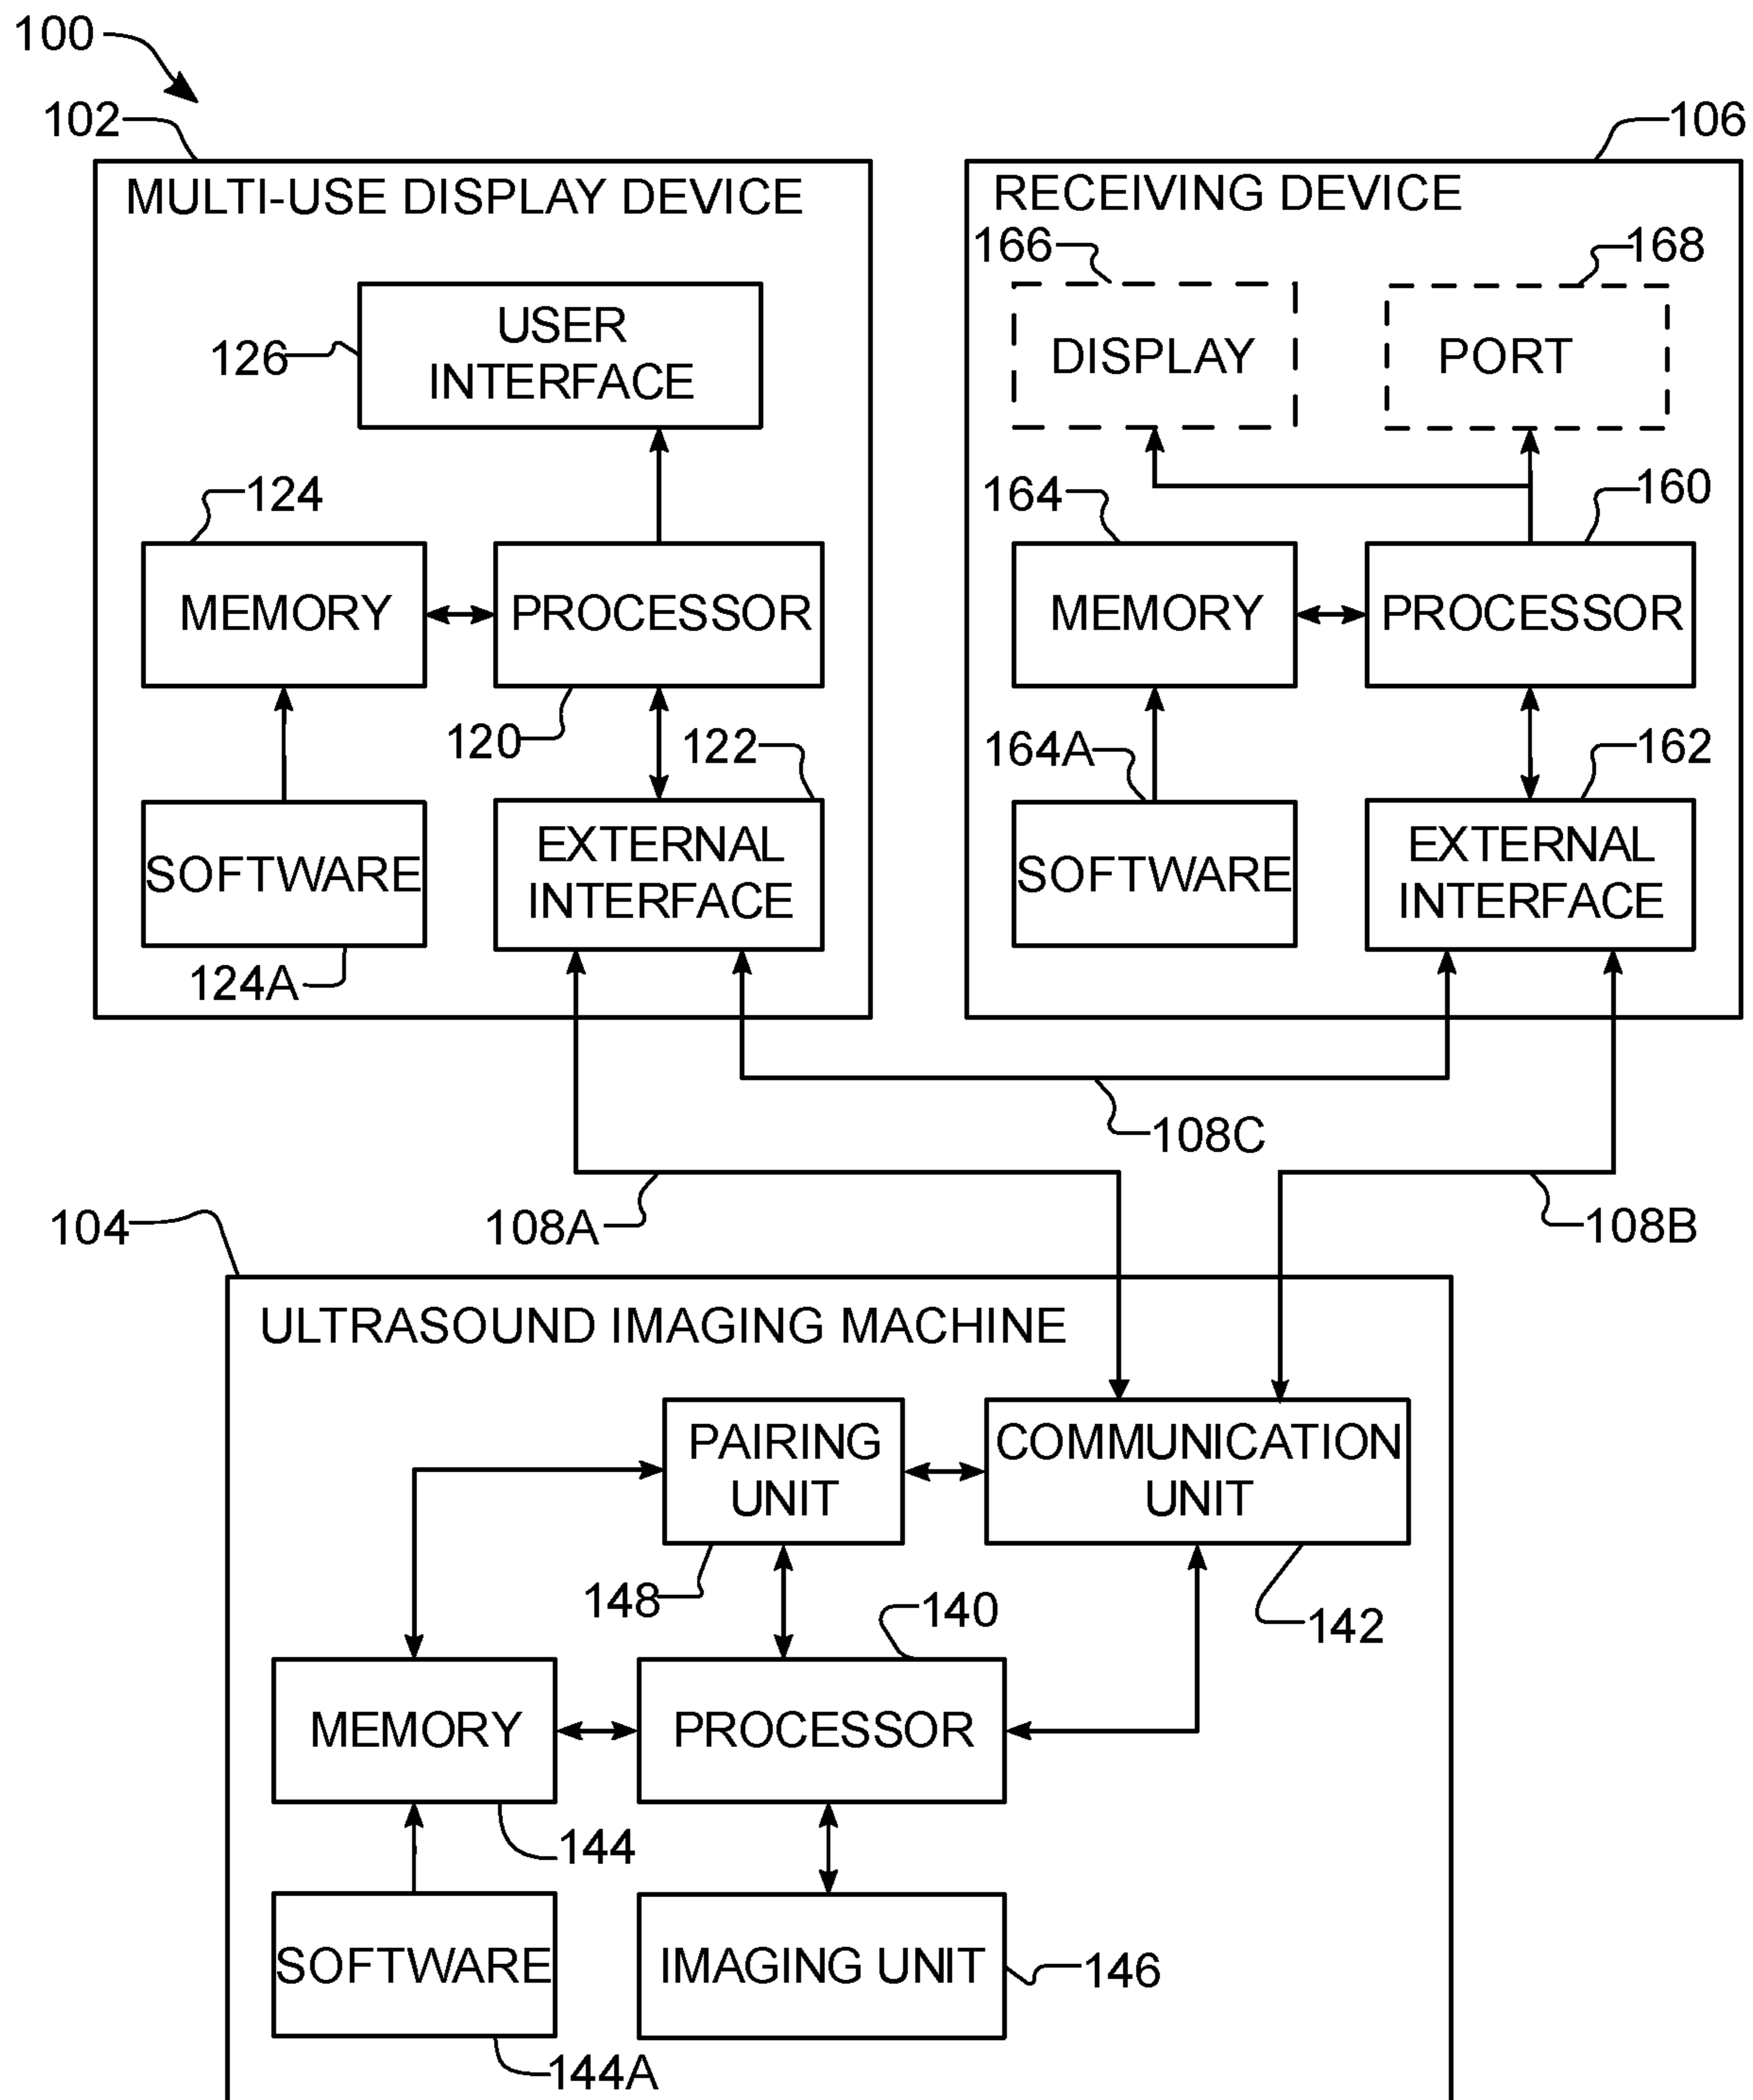 100
102
106
MULTI-USE DISPLAY DEVICE
RECEIVING DEVICE
166
168
USER
INTERFACE
126
DISPLAY
PORT
124
164
160
MEMORY
PROCESSOR
MEMORY
PROCESSOR
120
122
164A
162
SOFTWARE
EXTERNAL
INTERFACE
SOFTWARE
EXTERNAL
INTERFACE
124A
108C
108A
108B
104
ULTRASOUND IMAGING MACHINE
PAIRING
UNIT
COMMUNICATION
UNIT
148
140
142
MEMORY
PROCESSOR
144
SOFTWARE
IMAGING UNIT
146
144A